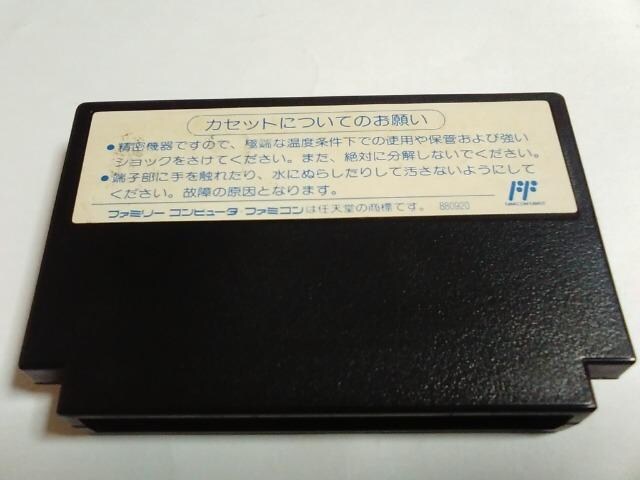 カセットについてのお願い
●精密機器ですので、極端な温度条件下での使用や保管および強い
ショックをさけてください。また、絶対に分解しないでください。
●端子部に手を触れたり、水にぬらしたりして汚さないようにして
ください。故障の原因となります。
ファミリー コンピュータ・ファミコンは任天堂の商標です。 880920